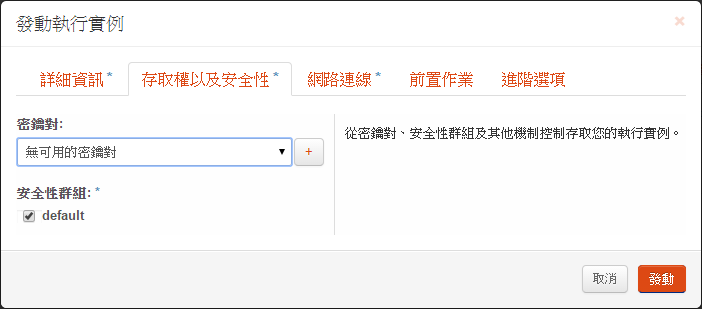 發動執行實例
×
詳細資訊 *
存取權以及安全性 *
網路連線 *
前置作業
進階選項
密鑰對:
無可用的密鑰對
+
從密鑰對、安全性群組及其他機制控制存取您的執行實例。
安全性群組: *
default
取消
發動